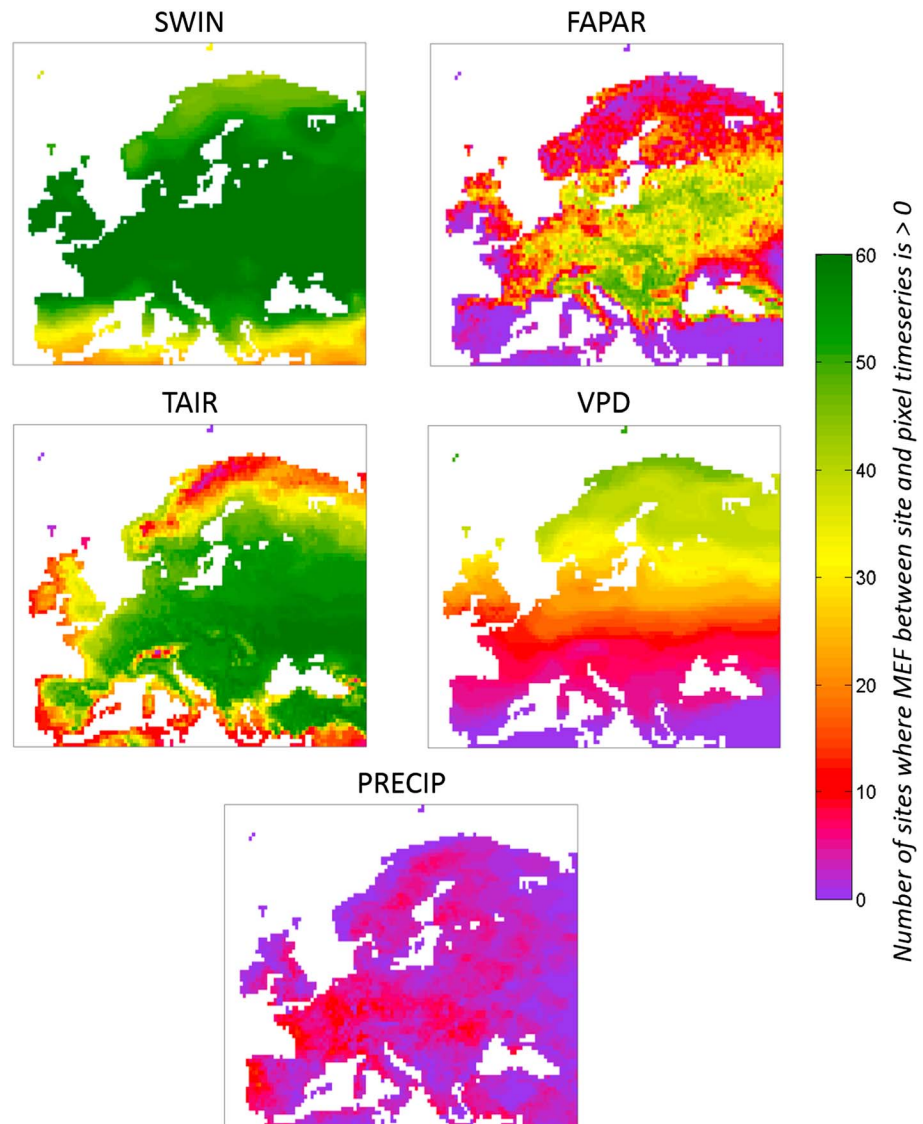 SWIN
FAPAR
TAIR
VPD
PRECIP
60
50
40
30
20
10
0
Number of sites where MEF between site and pixel timeseries is > 0